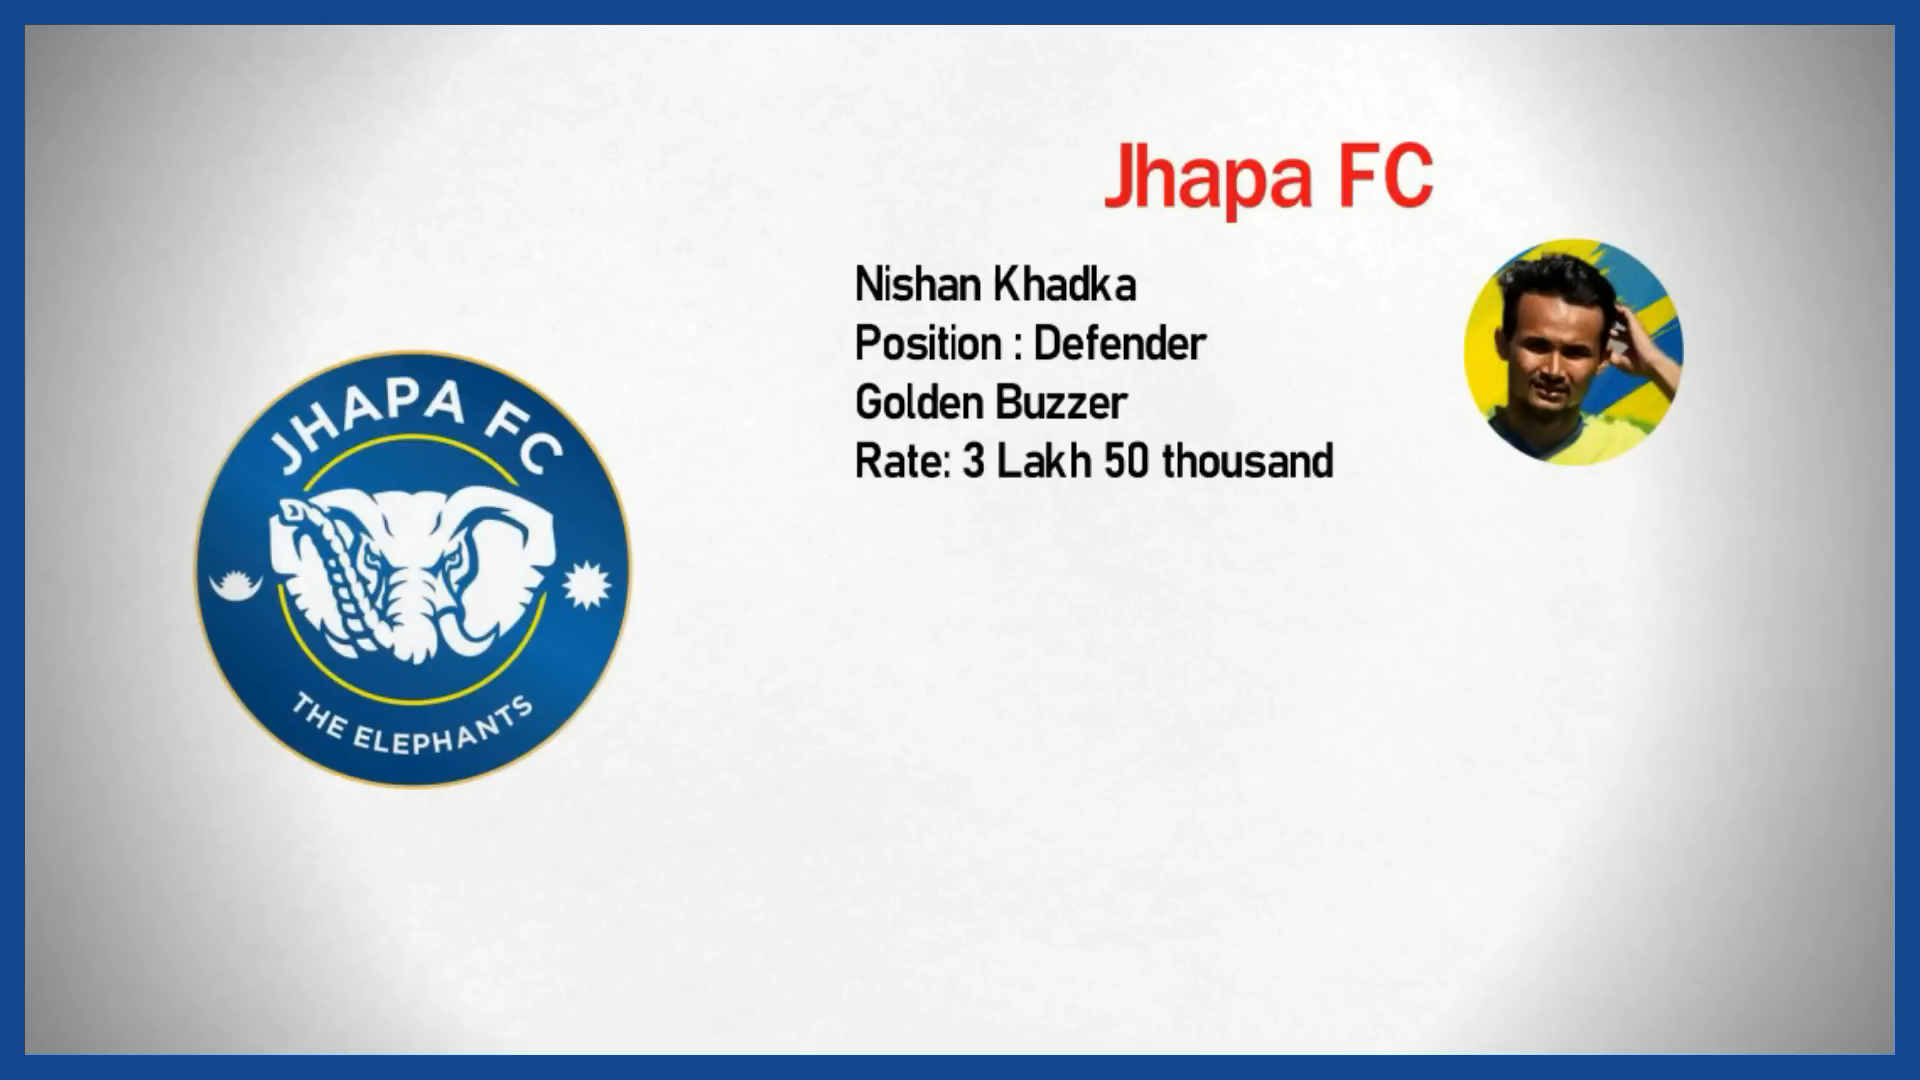 Jhapa FC
Nishan Khadka
Position : Defender
Golden Buzzer
Rate: 3 Lakh 50 thousand
JHAPA FC
THE ELEPHANTS